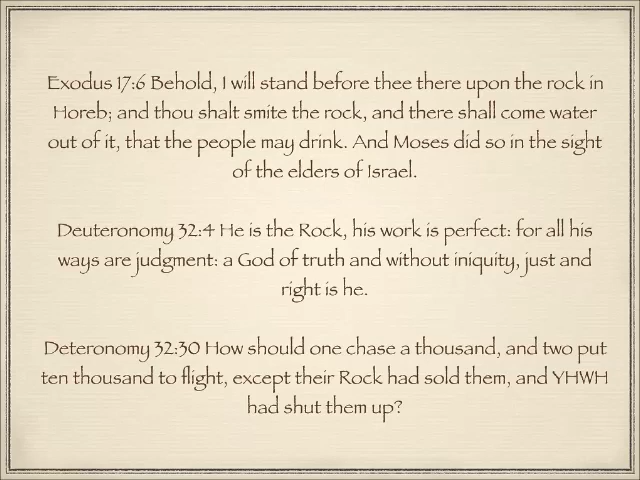 Exodus 17:6 Behold, I will stand before thee there upon the rock in
Horeb; and thou shalt smite the rock, and there shall come water
out of it, that the people may drink. And Moses did so in the sight
of the elders of Israel.
Deuteronomy 32:4 He is the Rock, his work is perfect: for all his
ways are judgment: a God of truth and without iniquity, just and
right is he.
Deteronomy 32:30 How should one chase a thousand, and two put
ten thousand to flight, except their Rock had sold them, and YHWH
had shut them up?